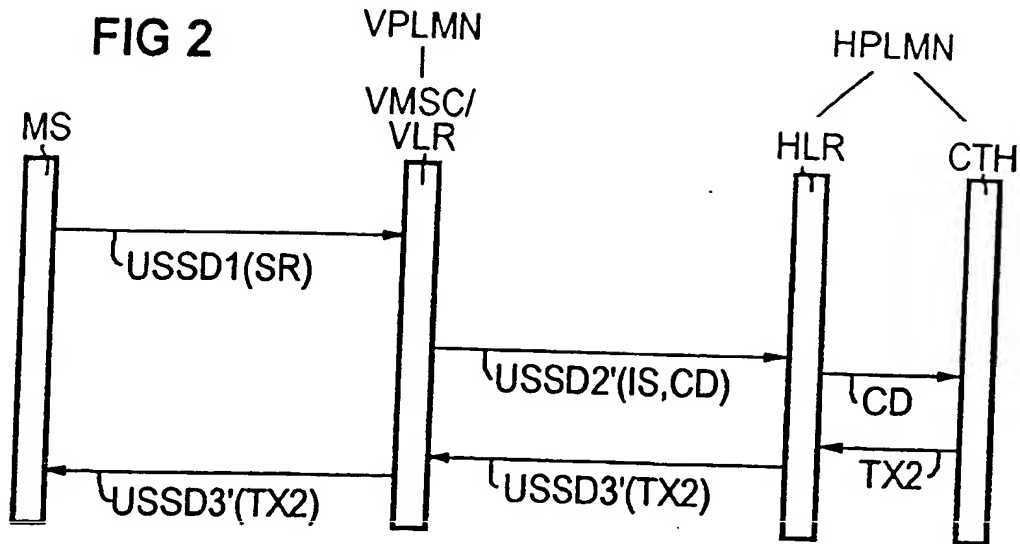 FIG 2
VPLMN
HPLMN
VMSC/
VLR
MS
HLR
CTH
USSD1(SR)
USSD2'(IS,CD)
CD
TX2
USSD3'(TX2)
USSD3'(TX2)